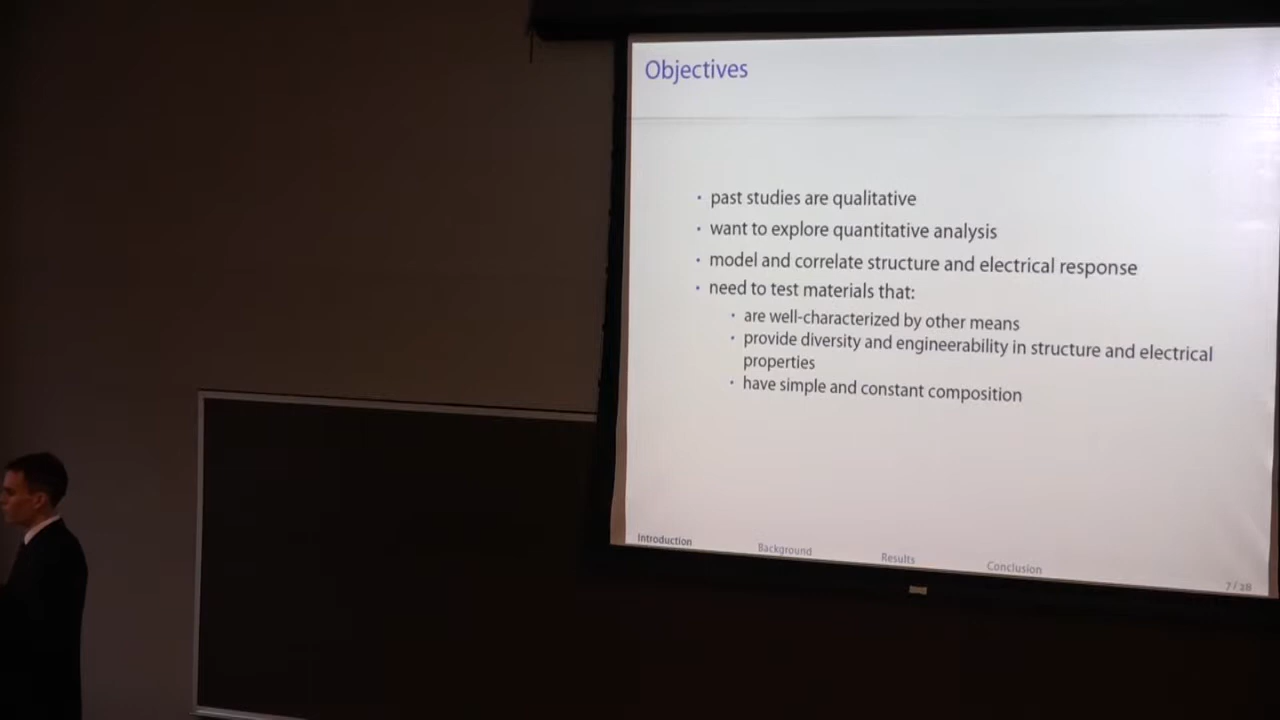 Objectives
· past studies are qualitative
· want to explore quantitative analysis
· model and correlate structure and electrical response
· need to test materials that:
· are well-characterized by other means
· provide diversity and engineerability in structure and electrical
properties
· have simple and constant composition
Introduction
Background
Results
Conclusion
7 / 28